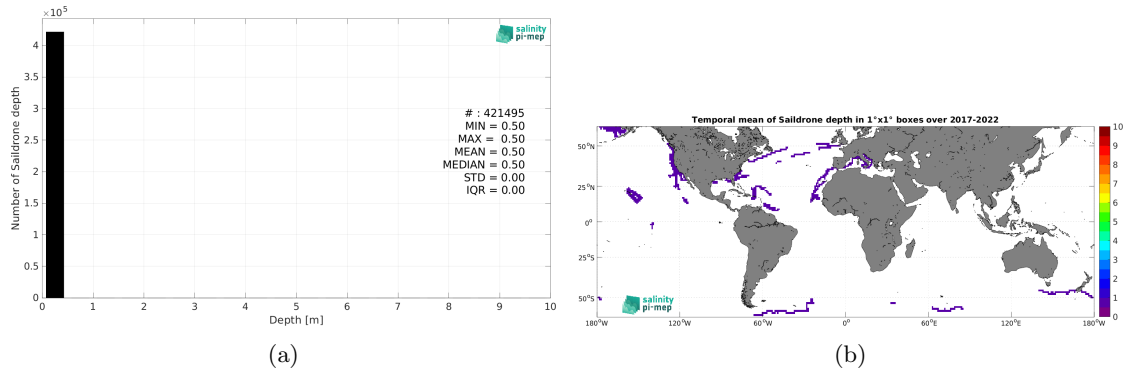 ×10⁵
4
3.5
3
2.5
2
1.5
1
0.5
0
Number of Saildrone depth
salinity
pi-mep
# : 421495
MIN = 0.50
MAX = 0.50
MEAN = 0.50
MEDIAN = 0.50
STD = 0.00
IQR = 0.00
0 1 2 3 4 5 6 7 8 9 10
Depth [m]
(a)
Temporal mean of Saildrone depth in 1°x1° boxes over 2017-2022
50°N
25°N
0°
25°S
50°S
salinity
pi-mep
180°W 120°W 60°W 0° 60°E 120°E 180°W
10
9
8
7
6
5
4
3
2
1
0
(b)